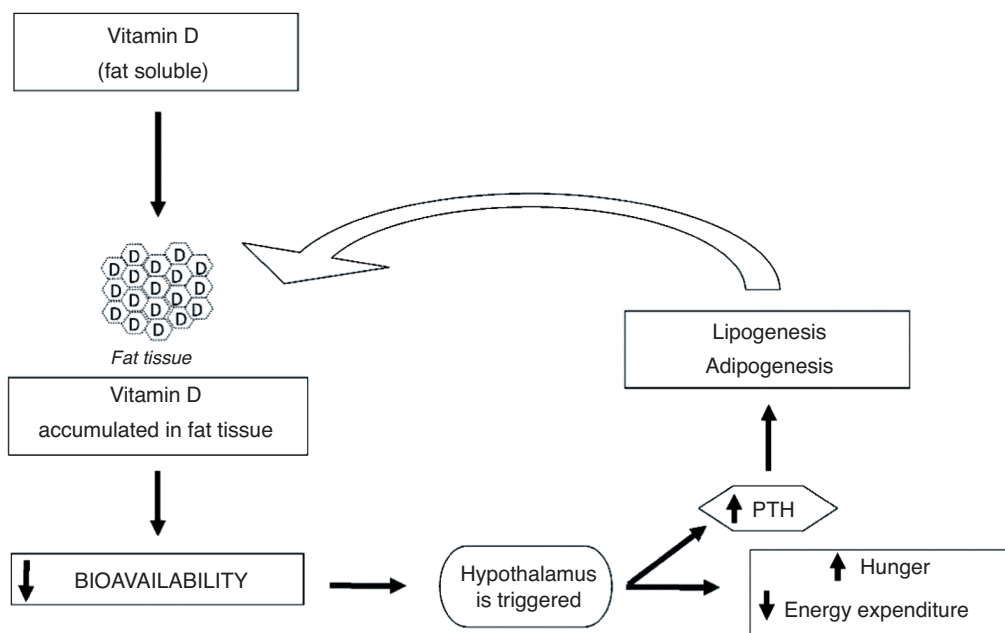 Vitamin D
(fat soluble)
D D D
D D D D D
D D D D D
D D D D D
D
Fat tissue
Vitamin D
accumulated in fat tissue
BIOAVAILABILITY
Hypothalamus
is triggered
PTH
Lipogenesis
Adipogenesis
Hunger
Energy expenditure